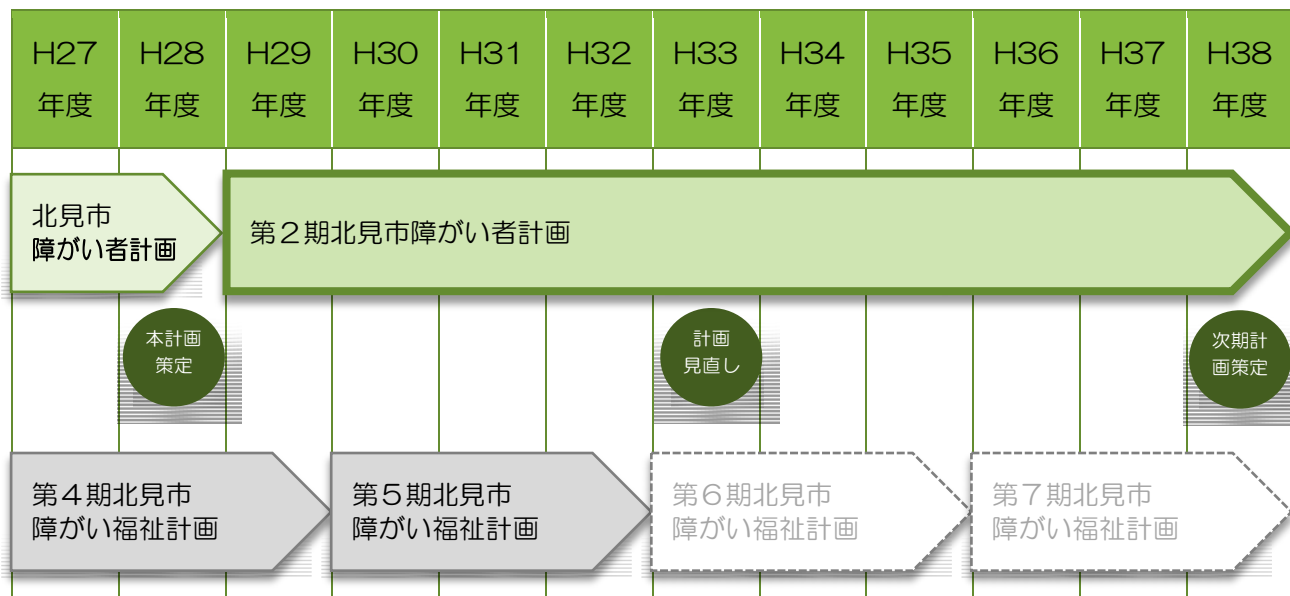 H27 H28 H29 H30 H31 H32 H33 H34 H35 H36 H37 H38
年度 年度 年度 年度 年度 年度 年度 年度 年度 年度 年度 年度
北見市
障がい者計画
第２期北見市障がい者計画
本計画
策定
計画
見直し
次期計
画策定
第４期北見市
障がい福祉計画
第５期北見市
障がい福祉計画
第６期北見市
障がい福祉計画
第７期北見市
障がい福祉計画